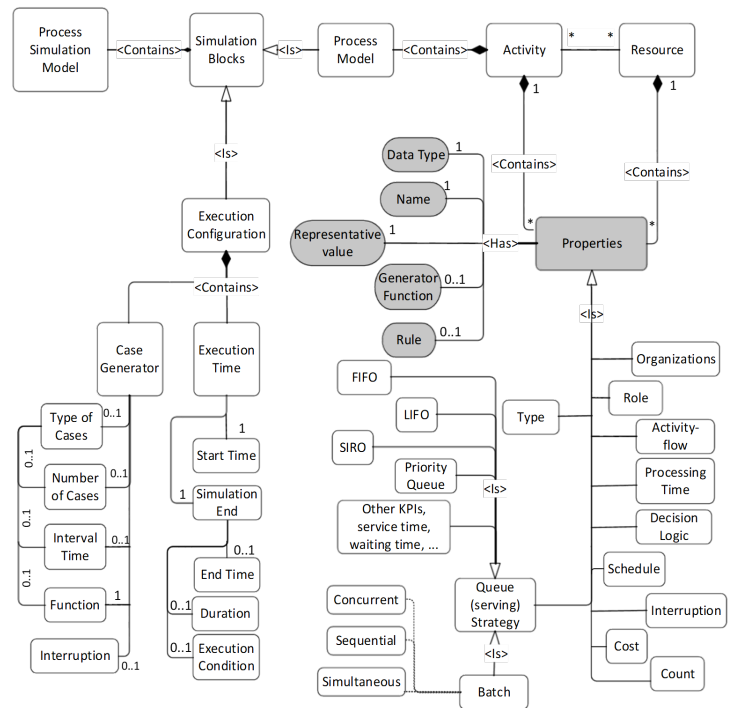 Process
Simulation
Model
<Contains>
Simulation
Blocks
<Is>
Process
Model
<Contains>
Activity
* *
Resource
1
1
<Is>
<Contains>
<Contains>
Data Type
1
Name
1
Representative
value
1
<Has>
*
*
Properties
Generator
Function
0..1
Rule
0..1
Execution
Configuration
<Contains>
Case
Generator
Execution
Time
Type of
Cases
0..1
0..1
Number
of Cases
0..1
0..1
Interval
Time
0..1
0..1
Function
1
Interruption
0..1
1
Start Time
1
Simulation
End
0..1
End Time
0..1
Duration
0..1
Execution
Condition
FIFO
LIFO
SIRO
Priority
Queue
<Is>
Other KPIs,
service time,
waiting time, ...
Queue
(serving)
Strategy
<Is>
Concurrent
Sequential
Simultaneous
Batch
<Is>
Type
Organizations
Role
Activity-
flow
Processing
Time
Decision
Logic
Schedule
Interruption
Cost
Count